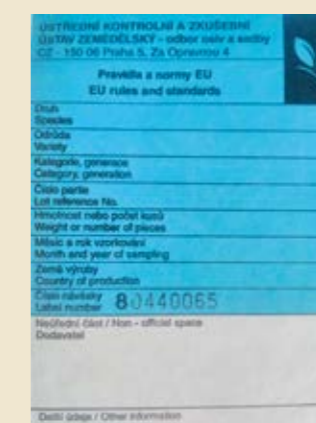 ÚSTŘEDNÍ KONTROLNÍ A ZKUŠEBNÍ
ÚSTAV ZEMĚDĚLSKÝ - odbor osiv a sadby
CZ - 150 06 Praha 5, Za Opravnou 4
Pravidla a normy EU
EU rules and standards
Druh
Species
Odrůda
Variety
Kategorie, generace
Category, generation
Číslo partie
Lot reference No.
Hmotnost nebo počet kusů
Weight or number of pieces
Měsíc a rok vzorkování
Month and year of sampling
Země výroby
Country of production
Číslo návěsky
Label number 80440065
Neúřední část / Non - official space
Dodavatel
Další údaje / Other information